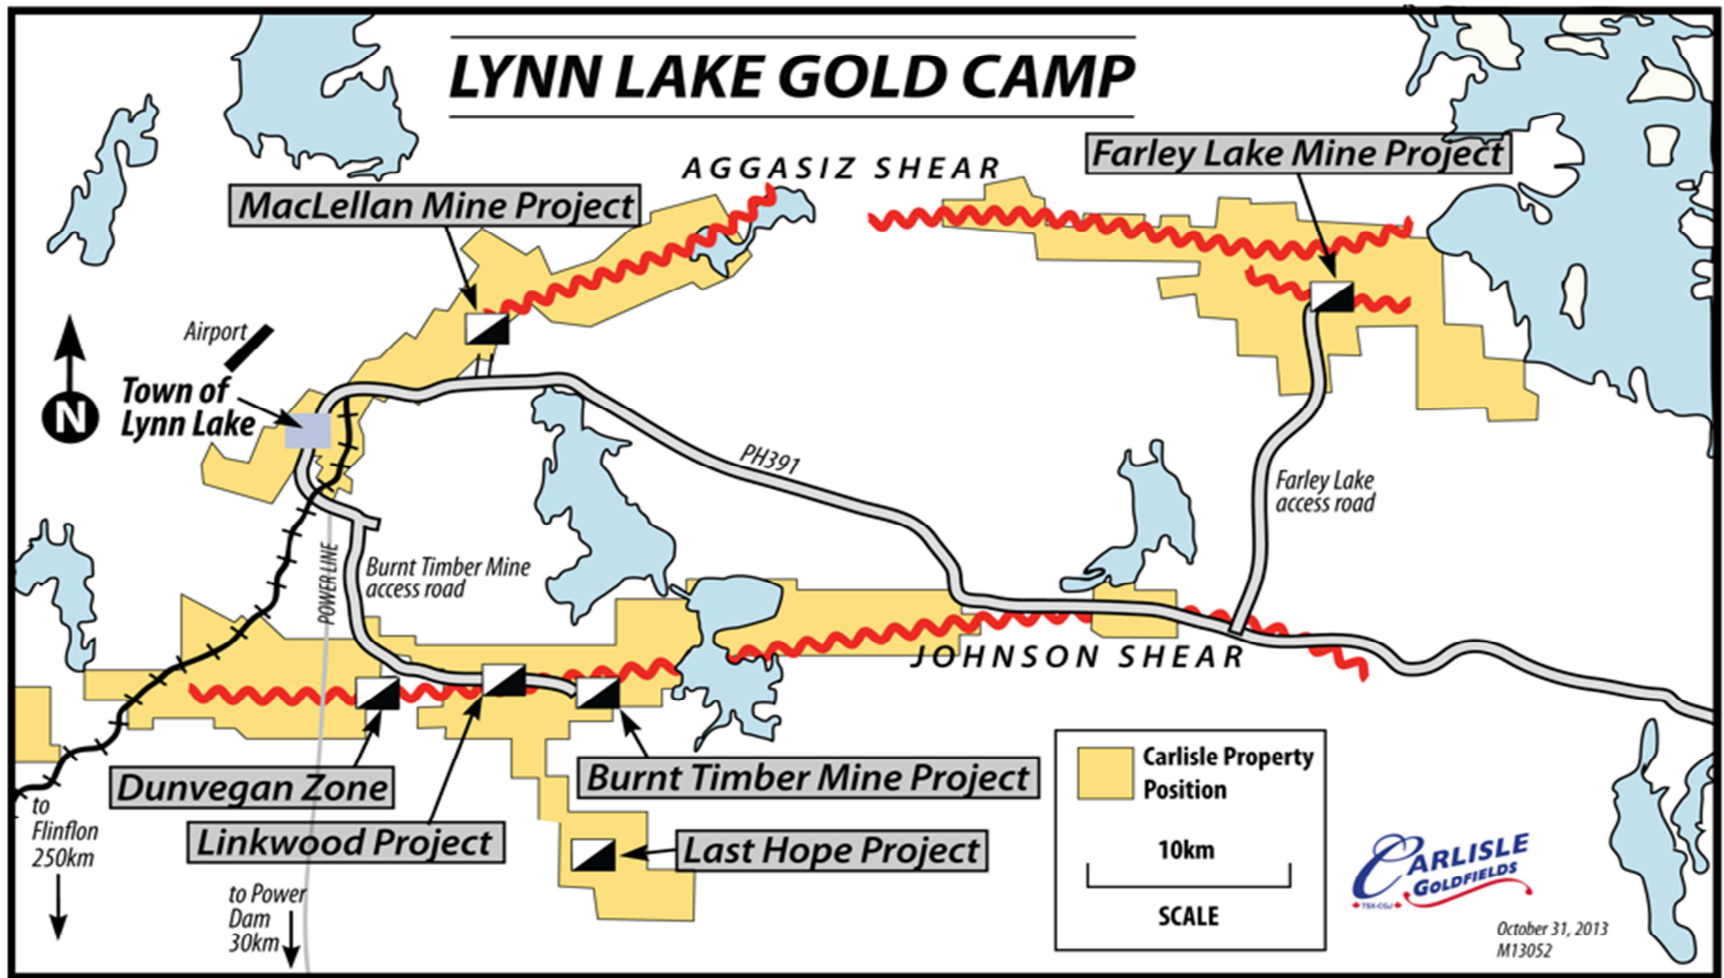 LYNN LAKE GOLD CAMP
AGGASIZ SHEAR
Farley Lake Mine Project
MacLellan Mine Project
Airport
Town of
Lynn Lake
N
PH391
Farley Lake
access road
POWER LINE
Burnt Timber Mine
access road
JOHNSON SHEAR
Dunvegan Zone
Burnt Timber Mine Project
Linkwood Project
Last Hope Project
to
Flinflon
250km
to Power
Dam
30km
Carlisle Property
Position
10km
SCALE
CARLISLE
GOLDFIELDS
TSX-CGJ
October 31, 2013
M13052